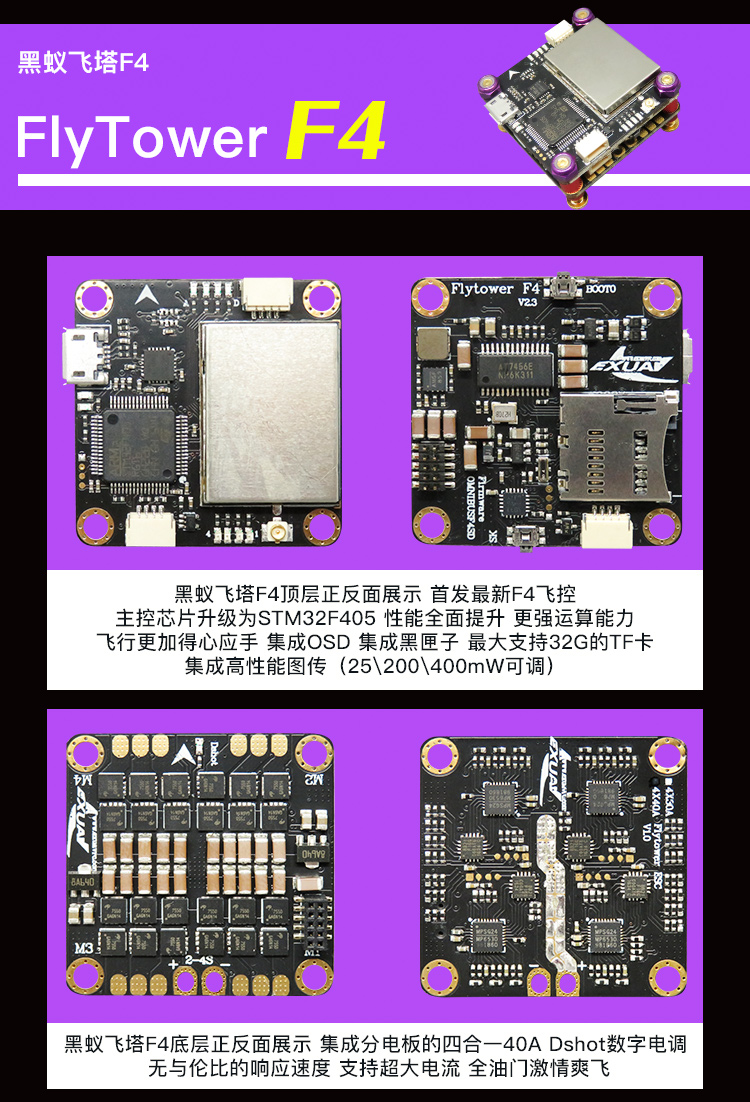 黑蚁飞塔F4
FlyTower F4
Flytower F4
V2.3
BOOT0
AT7456E
EXUAV
Firmware
OMNIBUSF4SD
黑蚁飞塔F4顶层正反面展示 首发最新F4飞控
主控芯片升级为STM32F405 性能全面提升 更强运算能力
飞行更加得心应手 集成OSD 集成黑匣子 最大支持32G的TF卡
集成高性能图传（25\200\400mW可调）
Dshot
M4
M2
EXUAV
8A640
8A640
M3
+ 2-4S -
EXUAV
4X30A
4X40A
Flytower
V1.0
ESC
MPS624
MP6530
MPS624
MP6530
+
黑蚁飞塔F4底层正反面展示 集成分电板的四合一40A Dshot数字电调
无与伦比的响应速度 支持超大电流 全油门激情爽飞